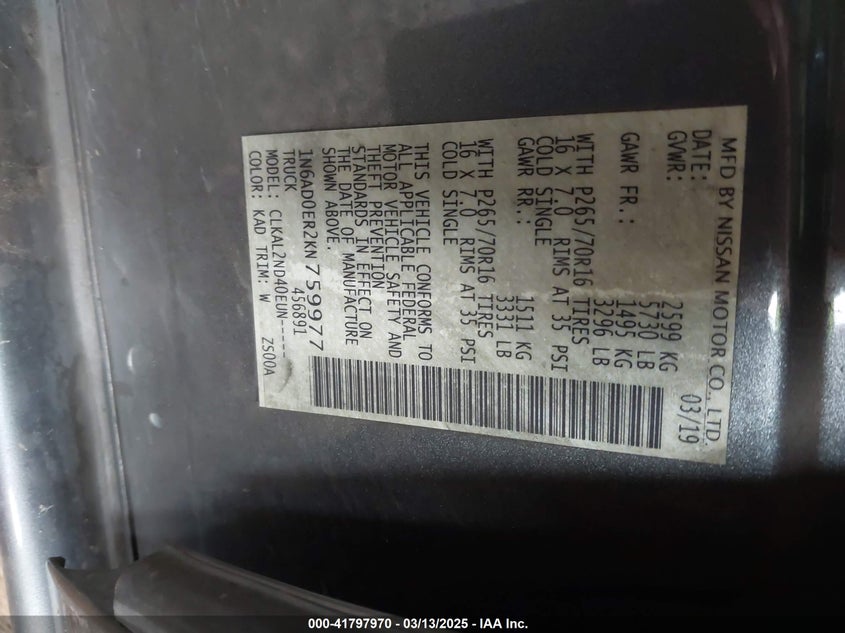 MFD BY NISSAN MOTOR CO., LTD.
DATE: 03/19
GVWR: 2599 KG
5730 LB
GAWR FR.: 1495 KG
3296 LB
WITH P265/70R16 TIRES
16 X 7.0 RIMS AT 35 PSI
COLD SINGLE
GAWR RR.: 1511 KG
3331 LB
WITH P265/70R16 TIRES
16 X 7.0 RIMS AT 35 PSI
COLD SINGLE
THIS VEHICLE CONFORMS TO
ALL APPLICABLE FEDERAL
MOTOR VEHICLE SAFETY AND
THEFT PREVENTION
STANDARDS IN EFFECT ON
THE DATE OF MANUFACTURE
SHOWN ABOVE.
1N6AD0ER2KN759977
TRUCK 456891
MODEL: CLKAL2ND40EUN-----
COLOR: KAD TRIM: W Z500A
000-41797970 — 03/13/2025 — IAA Inc.